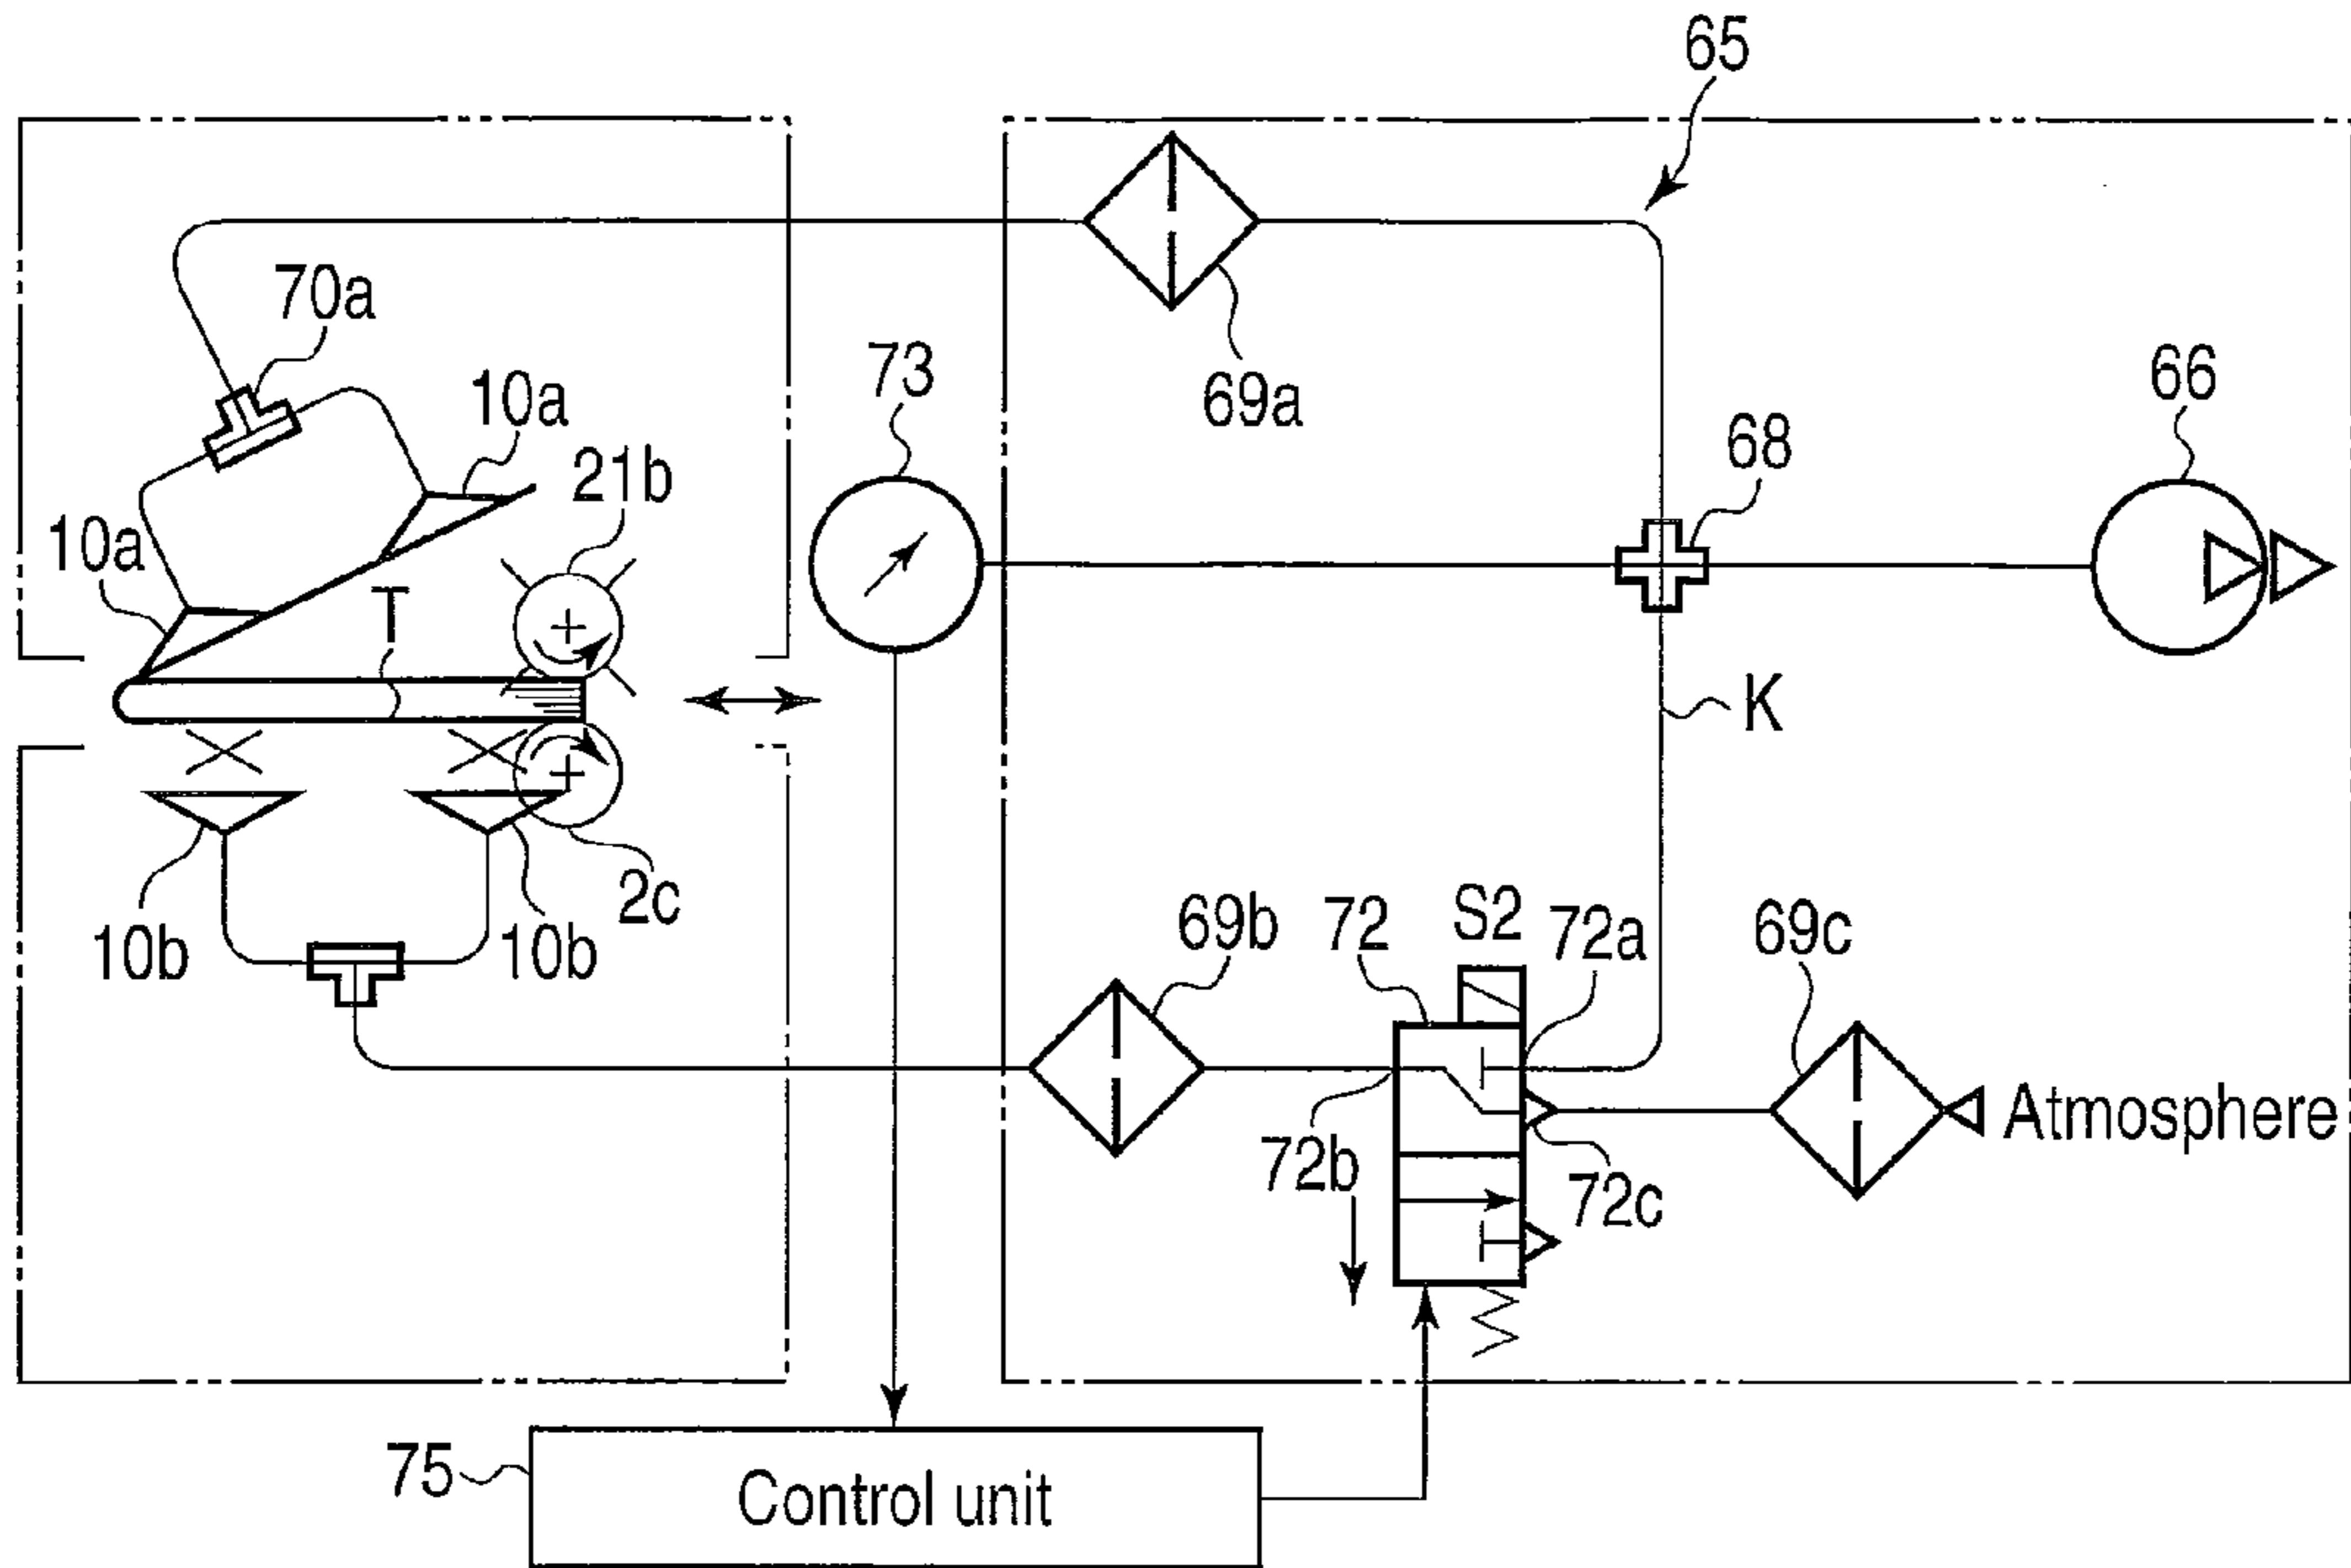 65
70a
73
10a
69a
66
21b
68
10a
T
K
2c
10b
10b
69b
72
S2
72a
69c
Atmosphere
72b
72c
75
Control unit